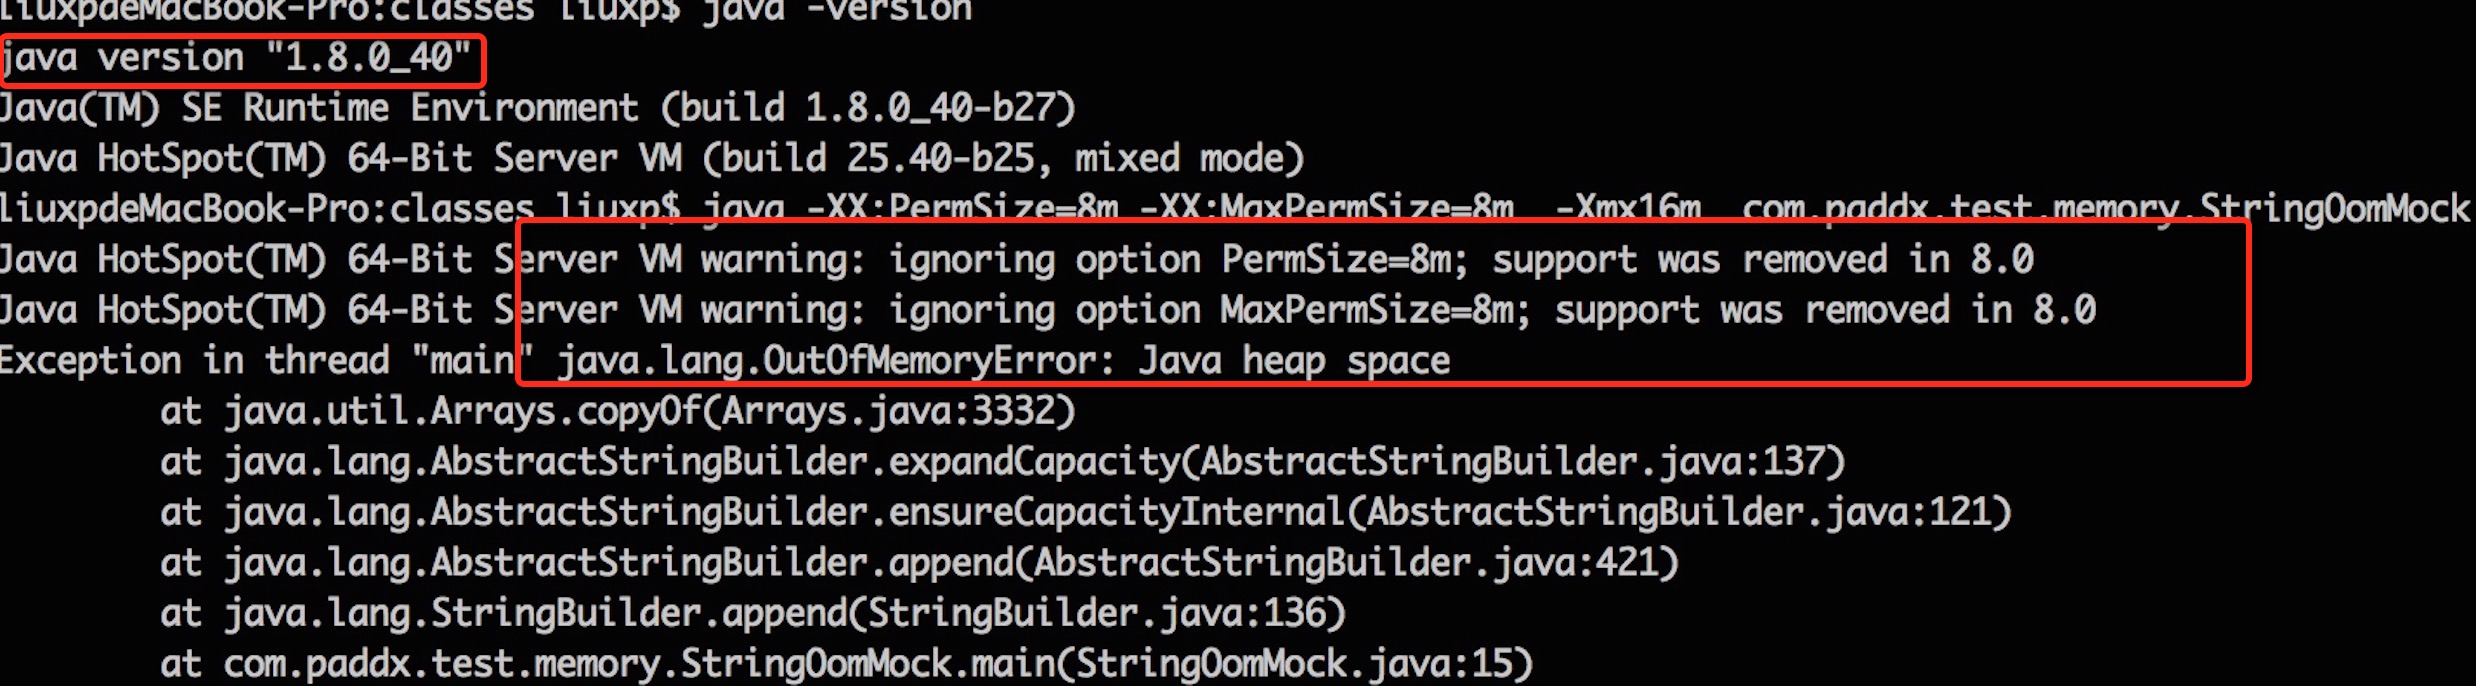 liuxpdeMacBook-Pro:classes liuxp$ java -version
java version "1.8.0_40"
Java(TM) SE Runtime Environment (build 1.8.0_40-b27)
Java HotSpot(TM) 64-Bit Server VM (build 25.40-b25, mixed mode)
liuxpdeMacBook-Pro:classes liuxp$ java -XX:PermSize=8m -XX:MaxPermSize=8m  -Xmx16m  com.paddx.test.memory.StringOomMock
Java HotSpot(TM) 64-Bit Server VM warning: ignoring option PermSize=8m; support was removed in 8.0
Java HotSpot(TM) 64-Bit Server VM warning: ignoring option MaxPermSize=8m; support was removed in 8.0
Exception in thread "main" java.lang.OutOfMemoryError: Java heap space
at java.util.Arrays.copyOf(Arrays.java:3332)
at java.lang.AbstractStringBuilder.expandCapacity(AbstractStringBuilder.java:137)
at java.lang.AbstractStringBuilder.ensureCapacityInternal(AbstractStringBuilder.java:121)
at java.lang.AbstractStringBuilder.append(AbstractStringBuilder.java:421)
at java.lang.StringBuilder.append(StringBuilder.java:136)
at com.paddx.test.memory.StringOomMock.main(StringOomMock.java:15)